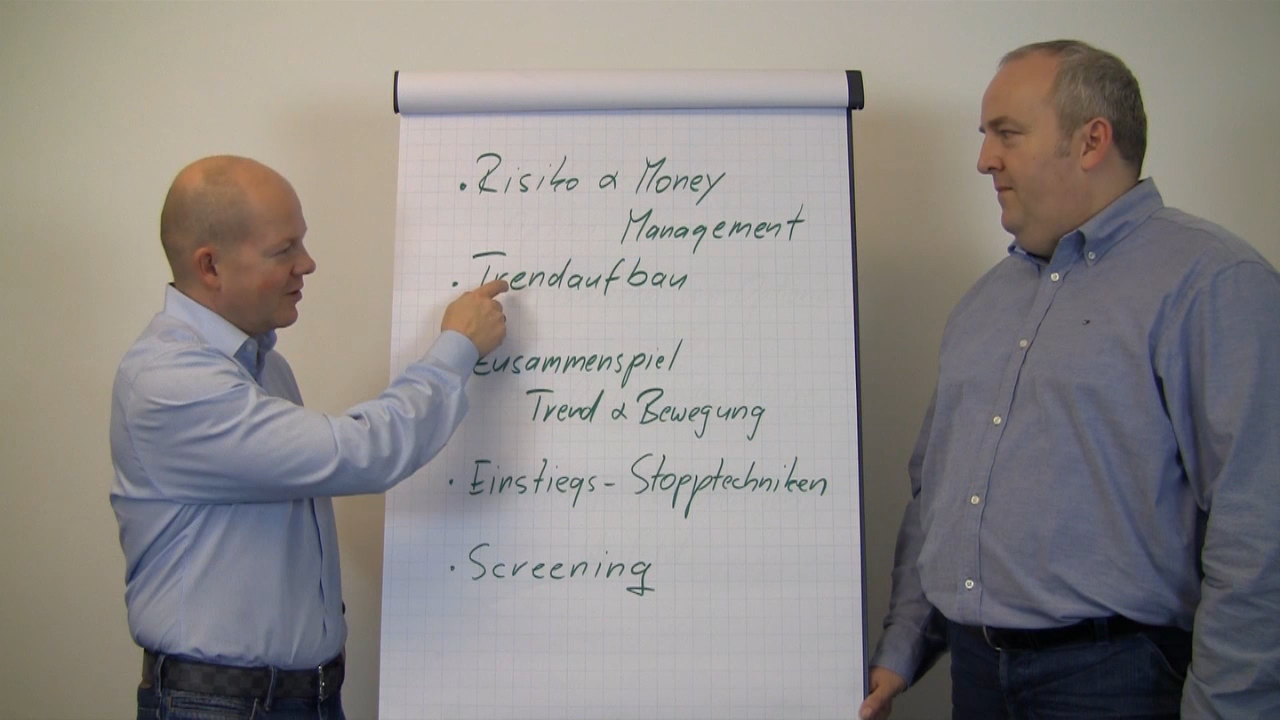 • Risiko & Money
Management
• Trendaufbau
Zusammenspiel
Trend & Bewegung
• Einstiegs- Stopptechniken
• Screening